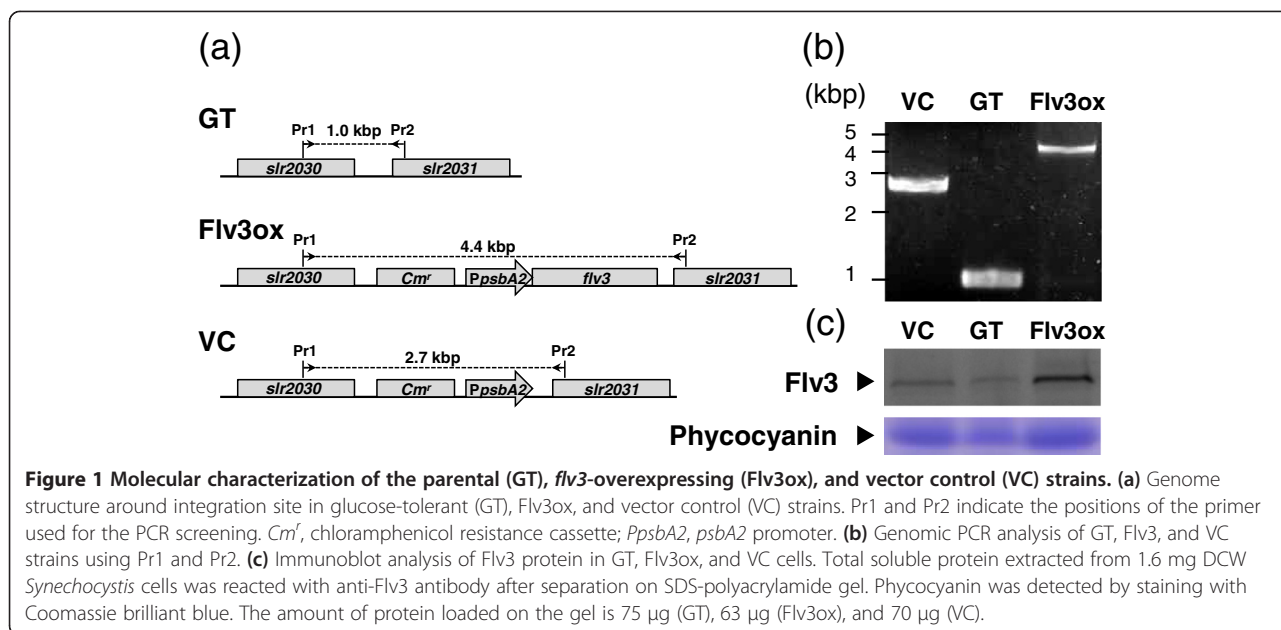 (a)
GT
Pr1 1.0 kbp Pr2
slr2030 slr2031
Flv3ox
Pr1 4.4 kbp Pr2
slr2030 Cmʳ PpsbA2 flv3 slr2031
VC
Pr1 2.7 kbp Pr2
slr2030 Cmʳ PpsbA2 slr2031
(b)
(kbp) VC GT Flv3ox
5
4
3
2
1
(c) VC GT Flv3ox
Flv3 ►
Phycocyanin ►
Figure 1 Molecular characterization of the parental (GT), flv3-overexpressing (Flv3ox), and vector control (VC) strains. (a) Genome
structure around integration site in glucose-tolerant (GT), Flv3ox, and vector control (VC) strains. Pr1 and Pr2 indicate the positions of the primer
used for the PCR screening. Cmʳ, chloramphenicol resistance cassette; PpsbA2, psbA2 promoter. (b) Genomic PCR analysis of GT, Flv3, and VC
strains using Pr1 and Pr2. (c) Immunoblot analysis of Flv3 protein in GT, Flv3ox, and VC cells. Total soluble protein extracted from 1.6 mg DCW
Synechocystis cells was reacted with anti-Flv3 antibody after separation on SDS-polyacrylamide gel. Phycocyanin was detected by staining with
Coomassie brilliant blue. The amount of protein loaded on the gel is 75 μg (GT), 63 μg (Flv3ox), and 70 μg (VC).